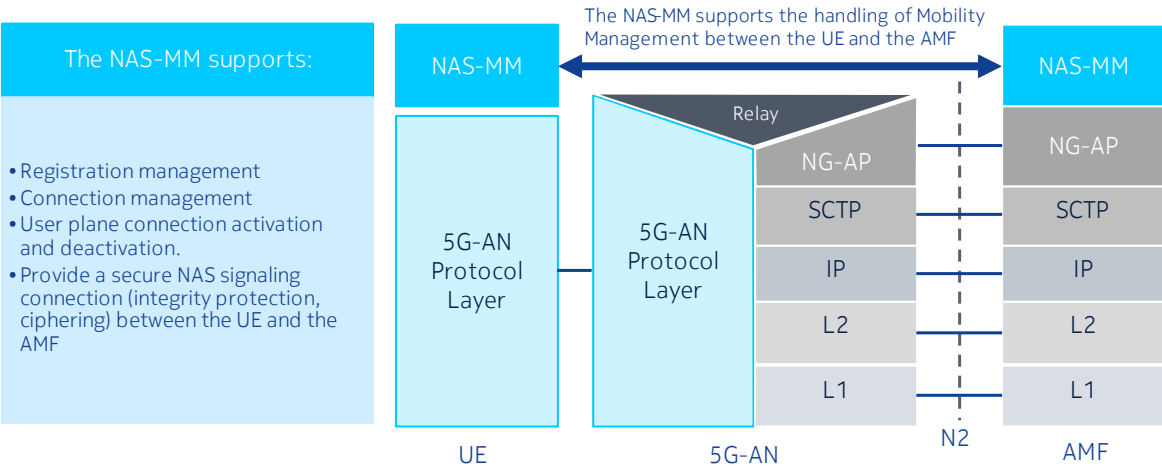 The NAS-MM supports:
• Registration management
• Connection management
• User plane connection activation
and deactivation.
• Provide a secure NAS signaling
connection (integrity protection,
ciphering) between the UE and the
AMF
The NAS-MM supports the handling of Mobility
Management between the UE and the AMF
NAS-MM
NAS-MM
Relay
5G-AN
Protocol
Layer
5G-AN
Protocol
Layer
NG-AP
SCTP
IP
L2
L1
NG-AP
SCTP
IP
L2
L1
UE
5G-AN
N2
AMF